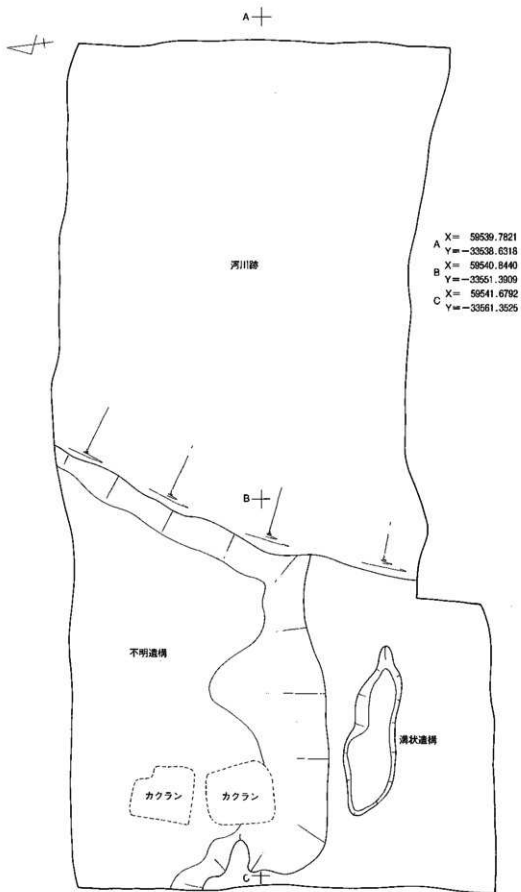 A
河川跡
A X= 59539.7821
Y=-33538.6318
B X= 59540.8440
Y=-33551.3909
C X= 59541.6792
Y=-33561.3525
B
不明遺構
溝状遺構
カクラン
カクラン
C